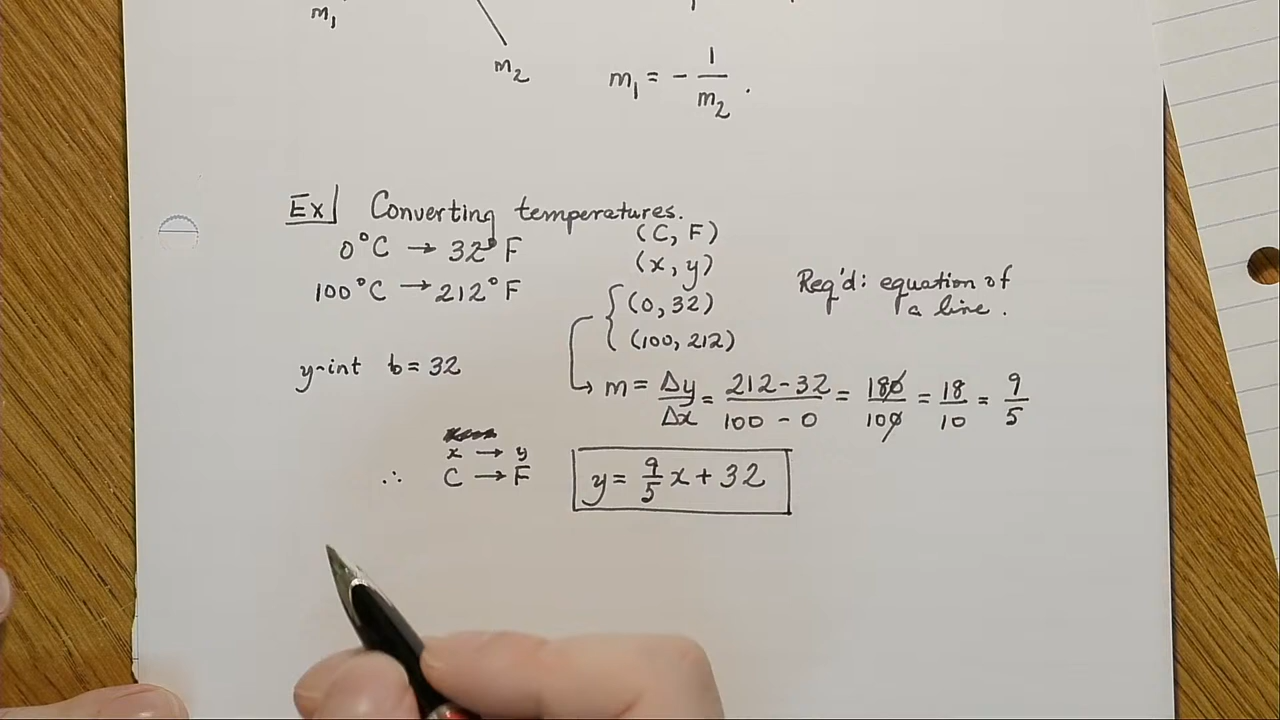 m₁
m₂
m₁ = - 1/m₂ .
Ex| Converting temperatures.
0°C → 32°F
100°C → 212°F
(C, F)
(x, y)
{ (0, 32)
(100, 212)
Req'd: equation of
a line.
y-int b = 32
→ m = Δy/Δx = 212-32/100-0 = 180/100 = 18/10 = 9/5
x → y
∴ C → F
y = 9/5 x + 32